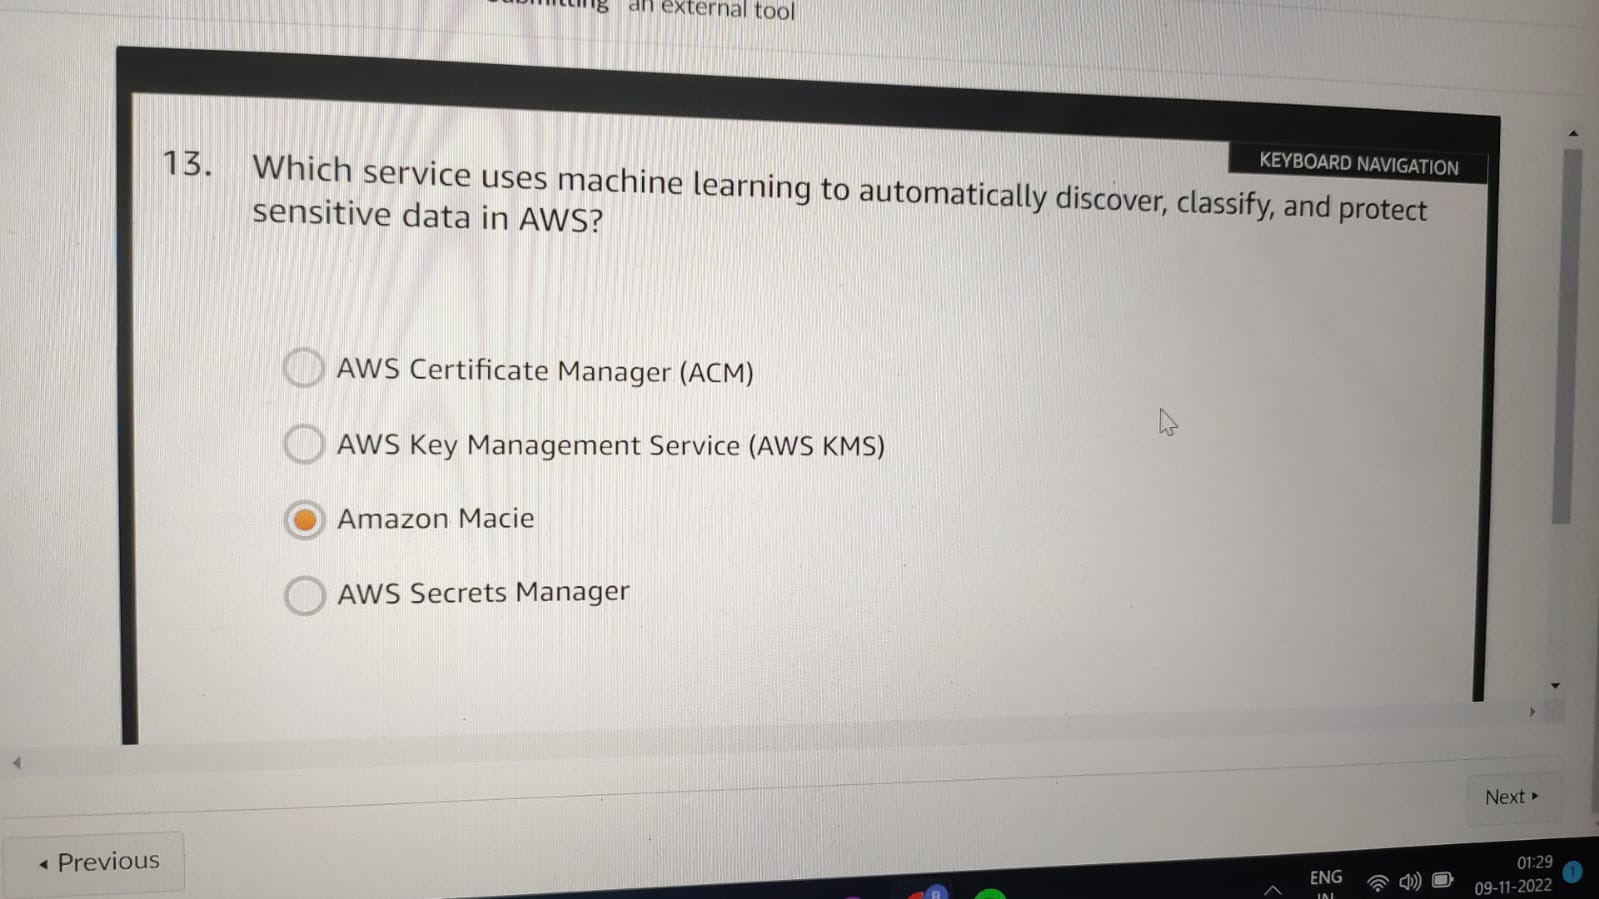 Submitting an external tool
KEYBOARD NAVIGATION
13. Which service uses machine learning to automatically discover, classify, and protect
sensitive data in AWS?
AWS Certificate Manager (ACM)
AWS Key Management Service (AWS KMS)
Amazon Macie
AWS Secrets Manager
Next
Previous
ENG
IN
01:29
09-11-2022
1